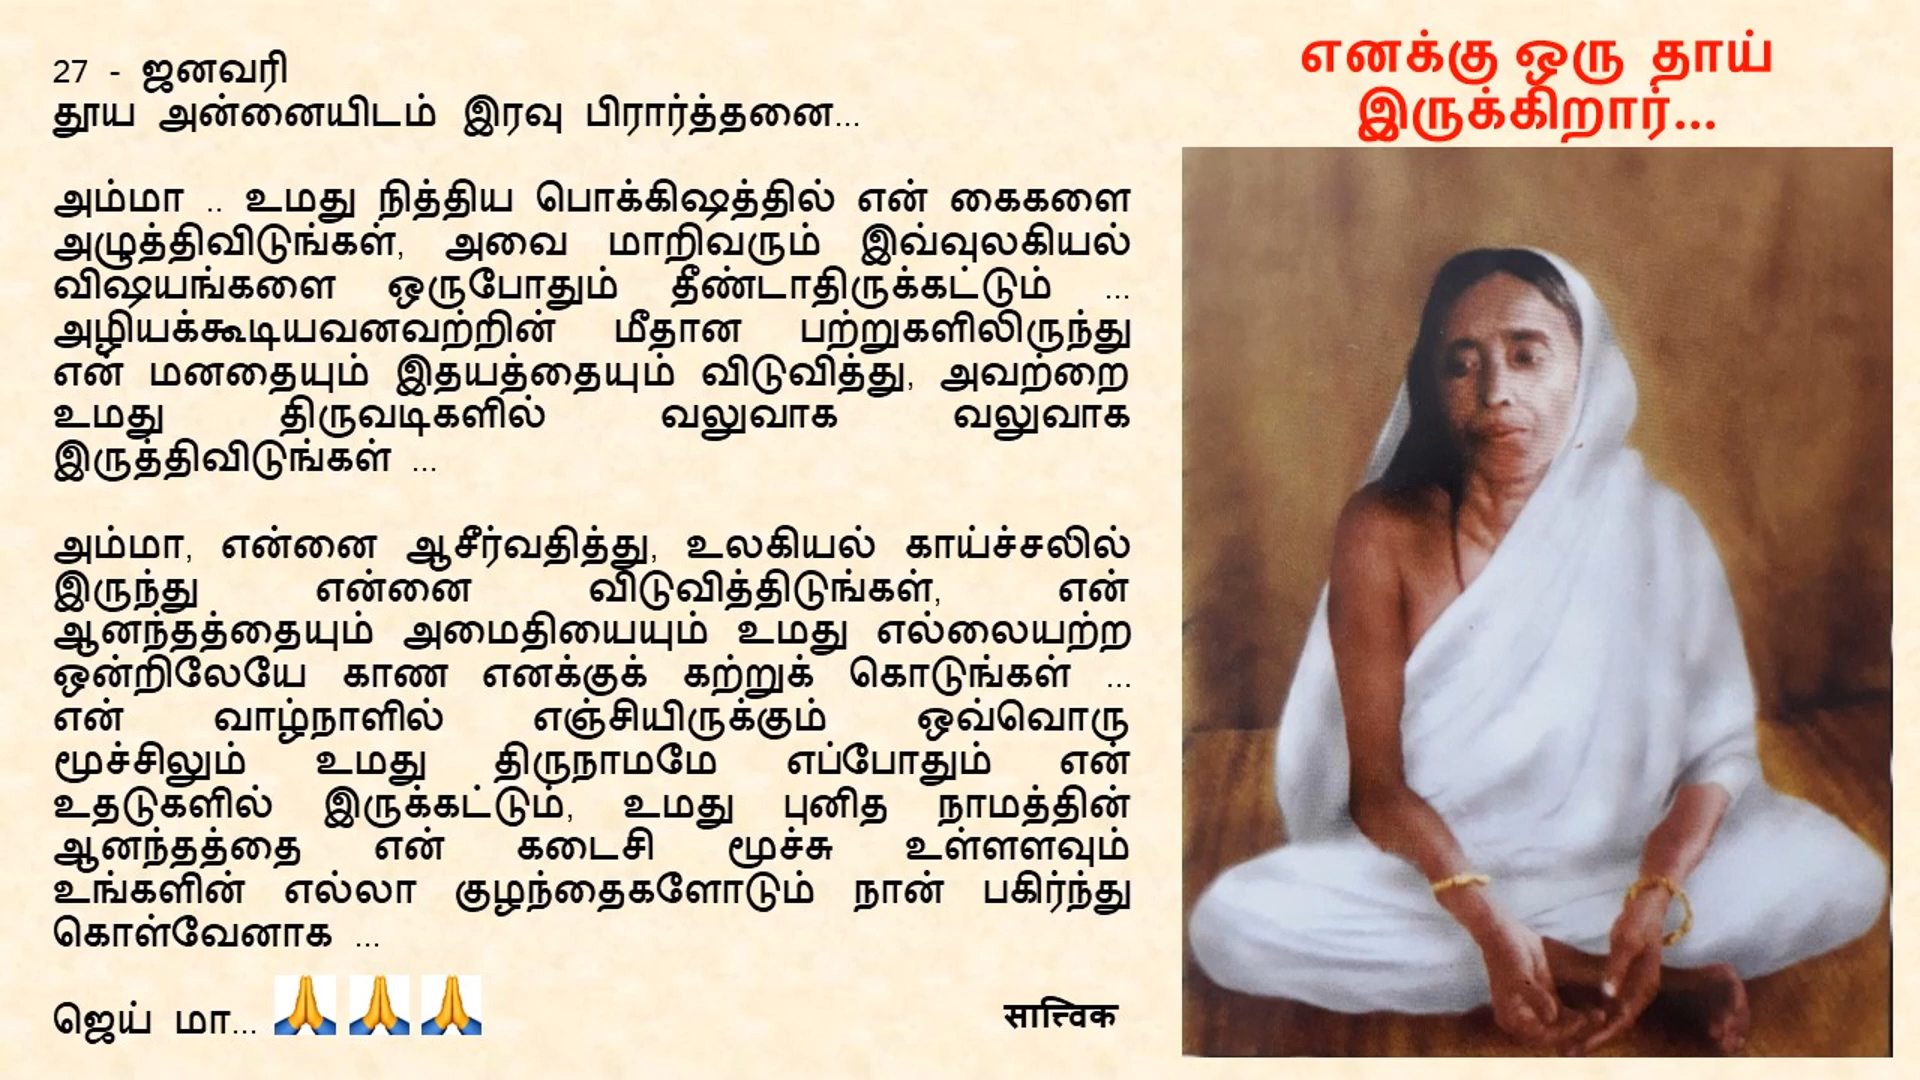 27 - ஜனவரி
தூய அன்னையிடம் இரவு பிரார்த்தனை...
அம்மா .. உமது நித்திய பொக்கிஷத்தில் என் கைகளை
அழுத்திவிடுங்கள், அவை மாறிவரும் இவ்வுலகியல்
விஷயங்களை ஒருபோதும் தீண்டாதிருக்கட்டும் ...
அழியக்கூடியவனவற்றின் மீதான பற்றுகளிலிருந்து
என் மனதையும் இதயத்தையும் விடுவித்து, அவற்றை
உமது திருவடிகளில் வலுவாக வலுவாக
இருத்திவிடுங்கள் ...
அம்மா, என்னை ஆசீர்வதித்து, உலகியல் காய்ச்சலில்
இருந்து என்னை விடுவித்திடுங்கள், என்
ஆனந்தத்தையும் அமைதியையும் உமது எல்லையற்ற
ஒன்றிலேயே காண எனக்குக் கற்றுக் கொடுங்கள் ...
என் வாழ்நாளில் எஞ்சியிருக்கும் ஒவ்வொரு
மூச்சிலும் உமது திருநாமமே எப்போதும் என்
உதடுகளில் இருக்கட்டும், உமது புனித நாமத்தின்
ஆனந்தத்தை என் கடைசி மூச்சு உள்ளளவும்
உங்களின் எல்லா குழந்தைகளோடும் நான் பகிர்ந்து
கொள்வேனாக ...
ஜெய் மா... 🙏🙏🙏
सात्त्विक
எனக்கு ஒரு தாய்
இருக்கிறார்...